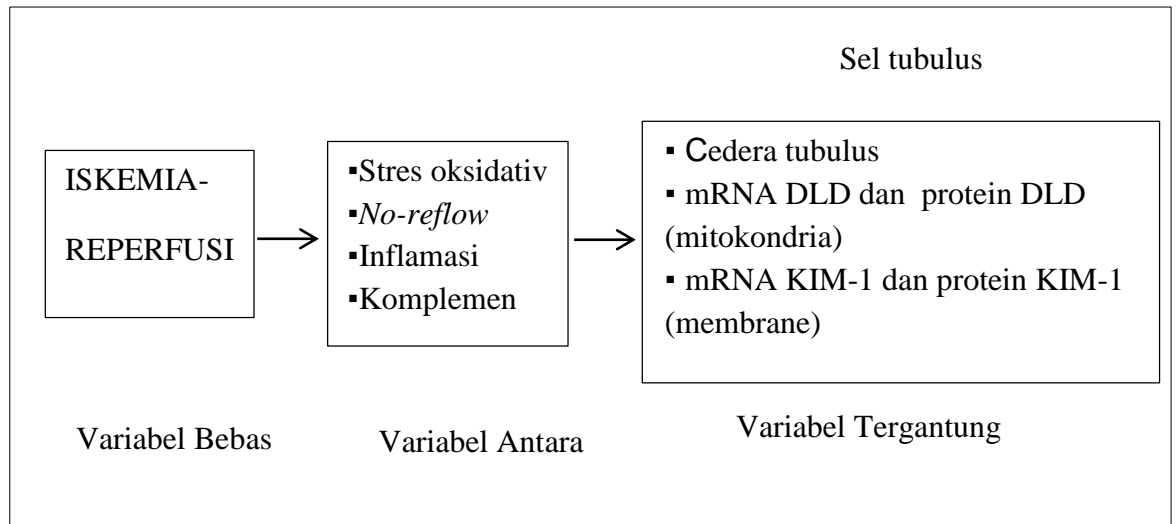 Sel tubulus
ISKEMIA-
REPERFUSI
▪Stres oksidativ
▪No-reflow
▪Inflamasi
▪Komplemen
▪ Cedera tubulus
▪ mRNA DLD dan protein DLD
(mitokondria)
▪ mRNA KIM-1 dan protein KIM-1
(membrane)
Variabel Bebas
Variabel Antara
Variabel Tergantung